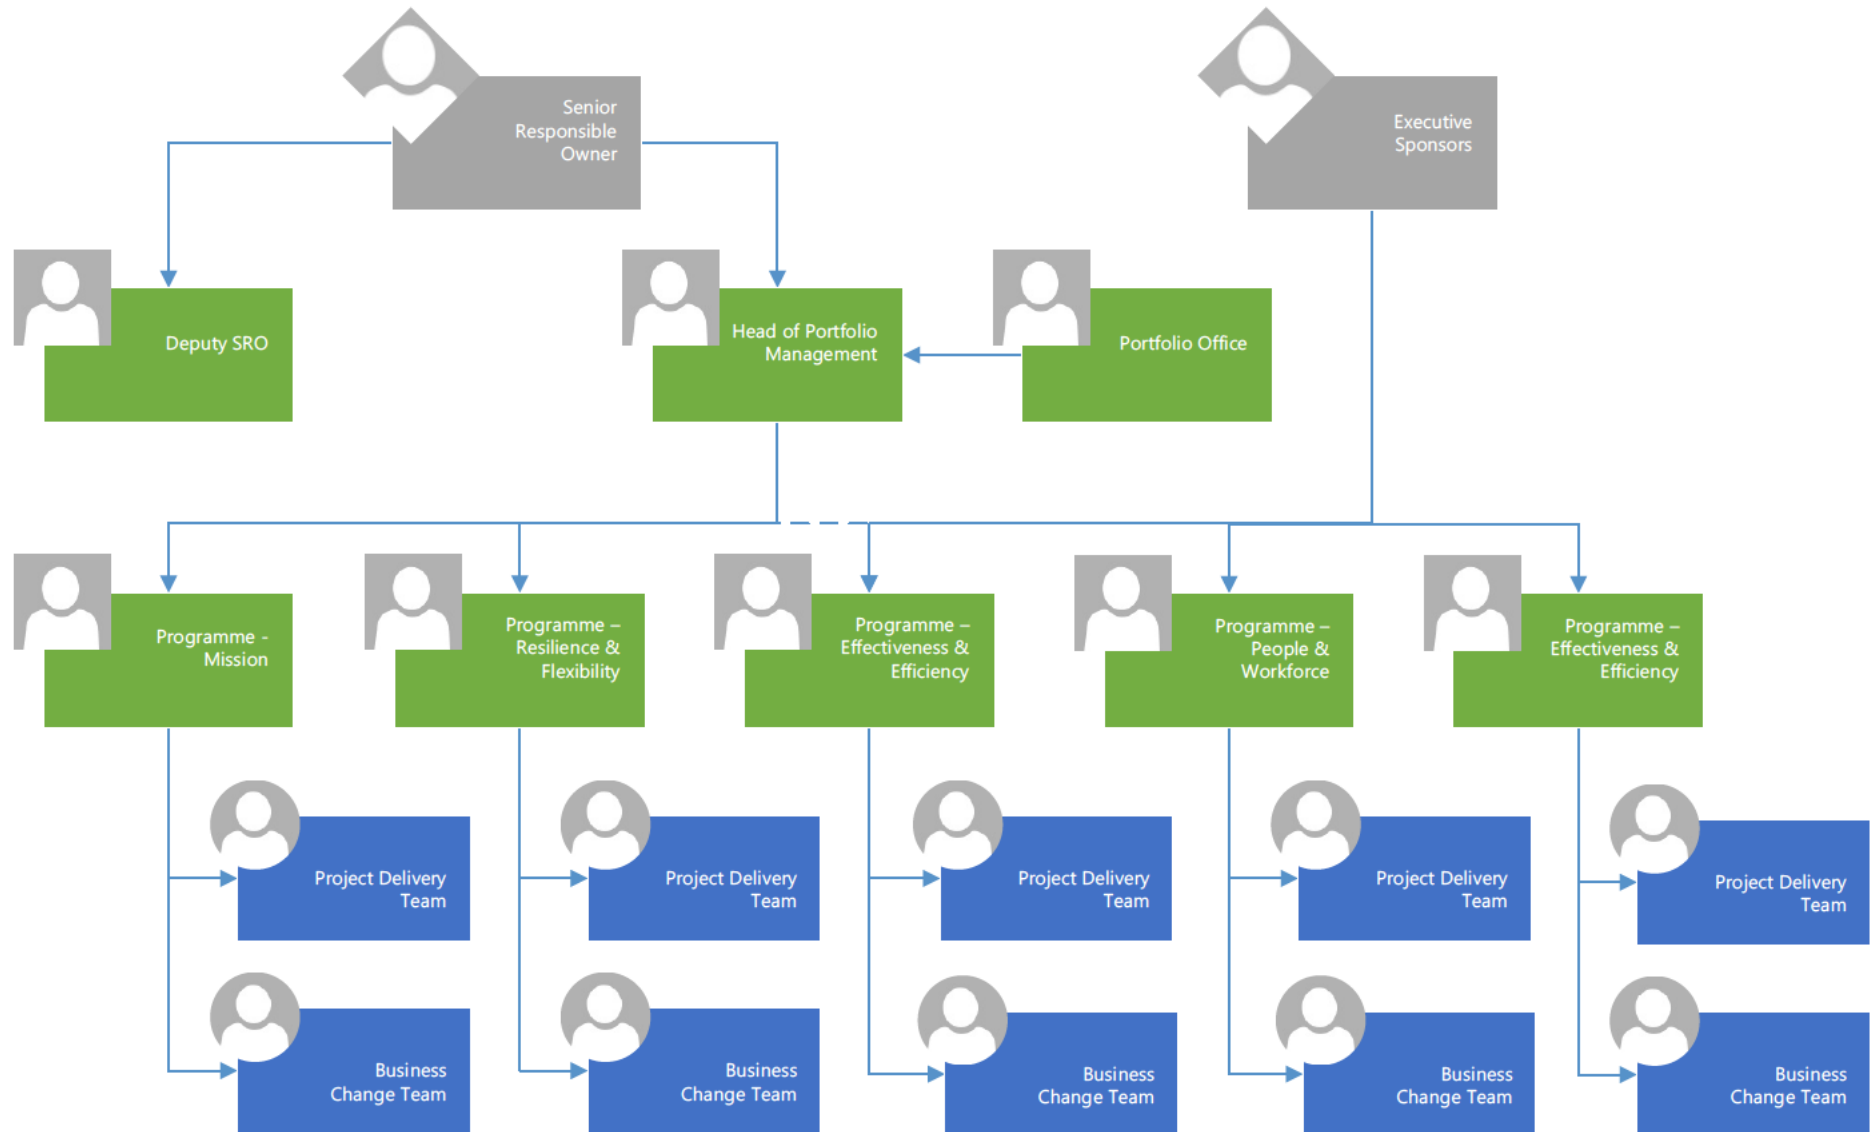 Senior
Responsible
Owner
Executive
Sponsors
Deputy SRO
Head of Portfolio
Management
Portfolio Office
Programme -
Mission
Programme –
Resilience &
Flexibility
Programme –
Effectiveness &
Efficiency
Programme –
People &
Workforce
Programme –
Effectiveness &
Efficiency
Project Delivery
Team
Project Delivery
Team
Project Delivery
Team
Project Delivery
Team
Project Delivery
Team
Business
Change Team
Business
Change Team
Business
Change Team
Business
Change Team
Business
Change Team